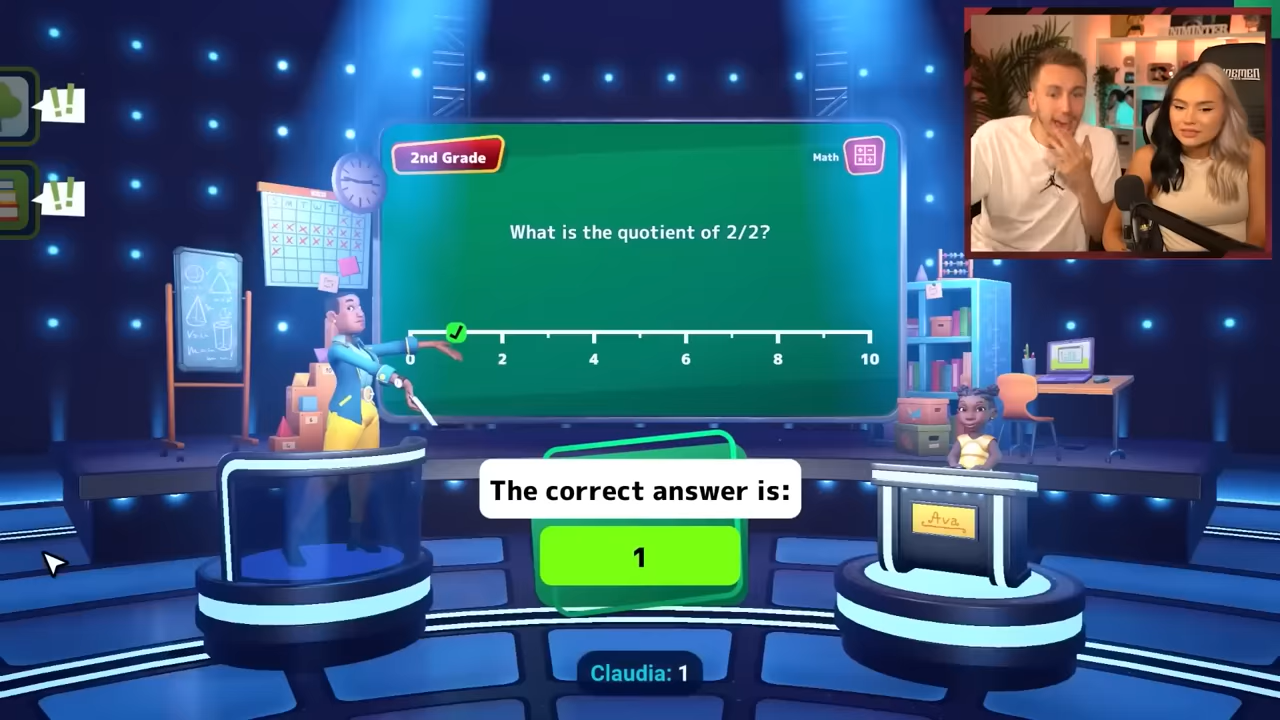 !!
!!
2nd Grade
Math
What is the quotient of 2/2?
0 2 4 6 8 10
S M T W T
Ava
The correct answer is:
1
Claudia: 1